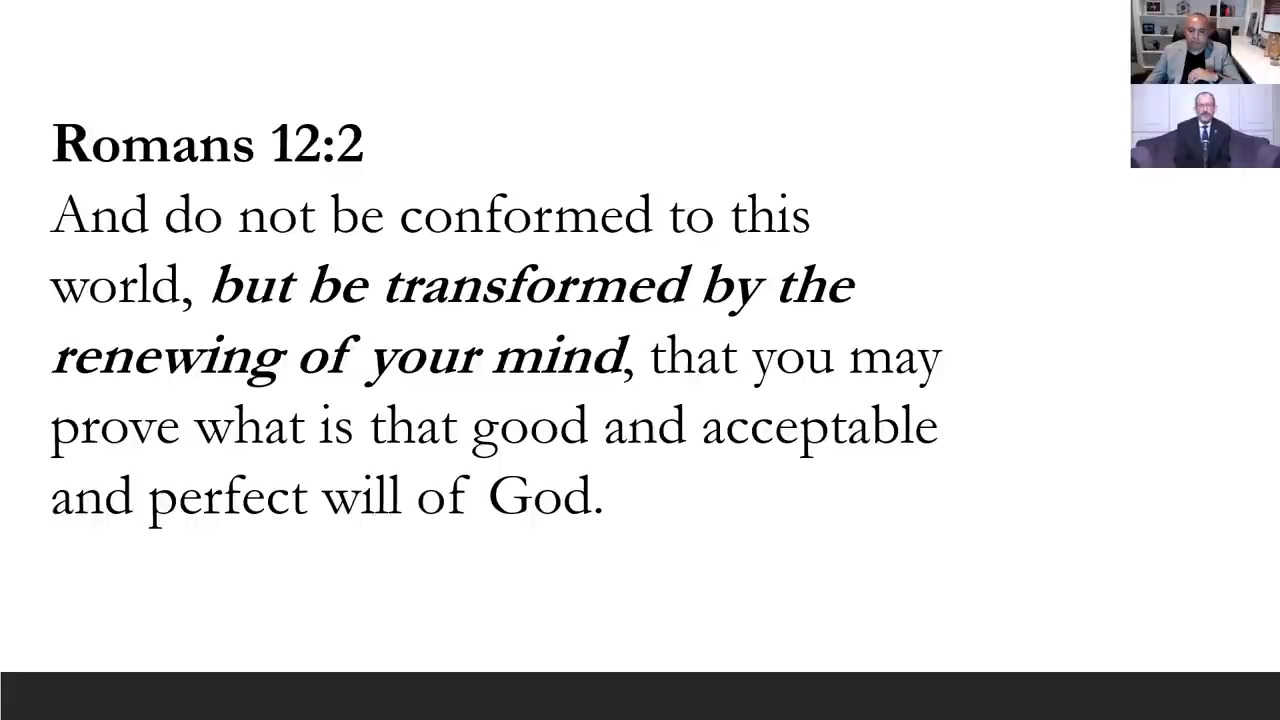 Romans 12:2
And do not be conformed to this
world, but be transformed by the
renewing of your mind, that you may
prove what is that good and acceptable
and perfect will of God.